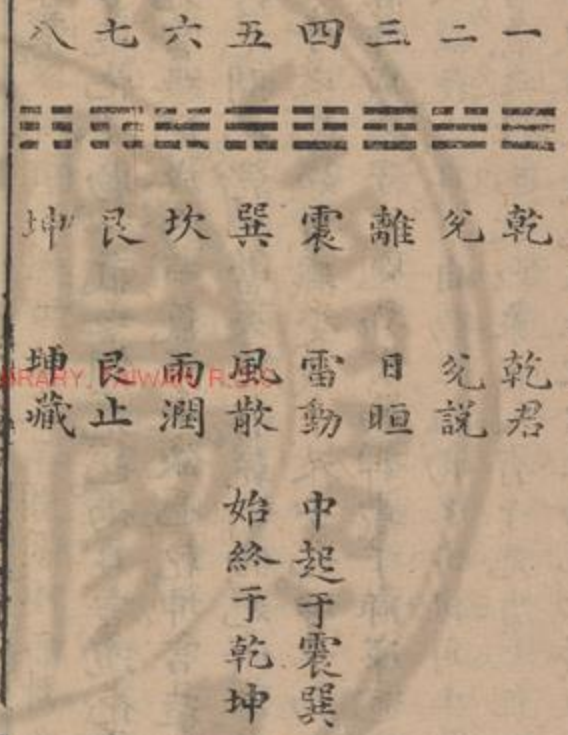 一 ☰ 乾 乾君
二 ☱ 兊 兊説
三 ☲ 離 日晅
四 ☳ 震 雷動 中起于震巽
五 ☴ 巽 風散 始終于乾坤
六 ☵ 坎 雨潤
七 ☶ 艮 艮止
八 ☷ 坤 坤藏
BRARY, TAIWAN R.O.C